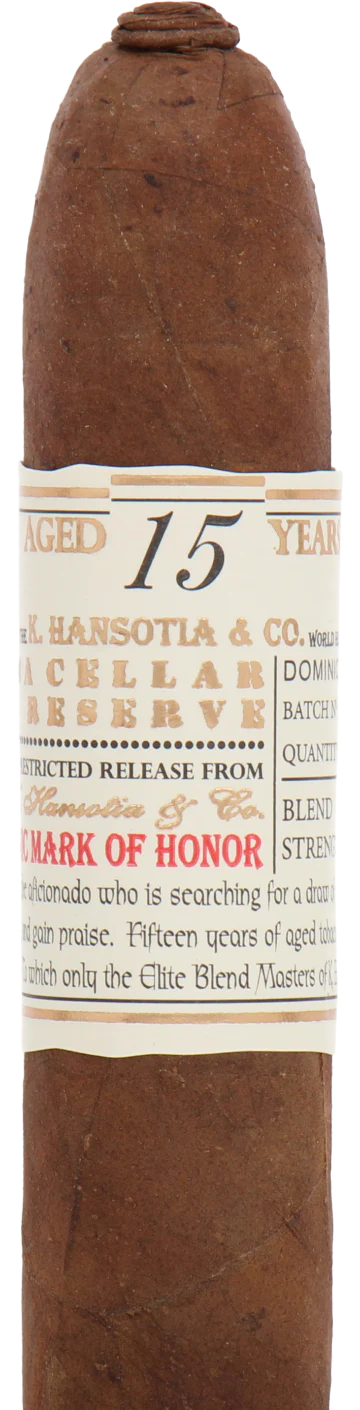 AGED 15 YEARS
K. HANSOTIA & CO. WORLD
CELLAR
RESERVE
DOMINIC
BATCH N
QUANTIT
RESTRICTED RELEASE FROM
Hansotia & Co.
C MARK OF HONOR
BLEND
STRENG
e aficionado who is searching for a draw
nd gain praise. Fifteen years of aged toba
which only the Elite Blend Masters of K.